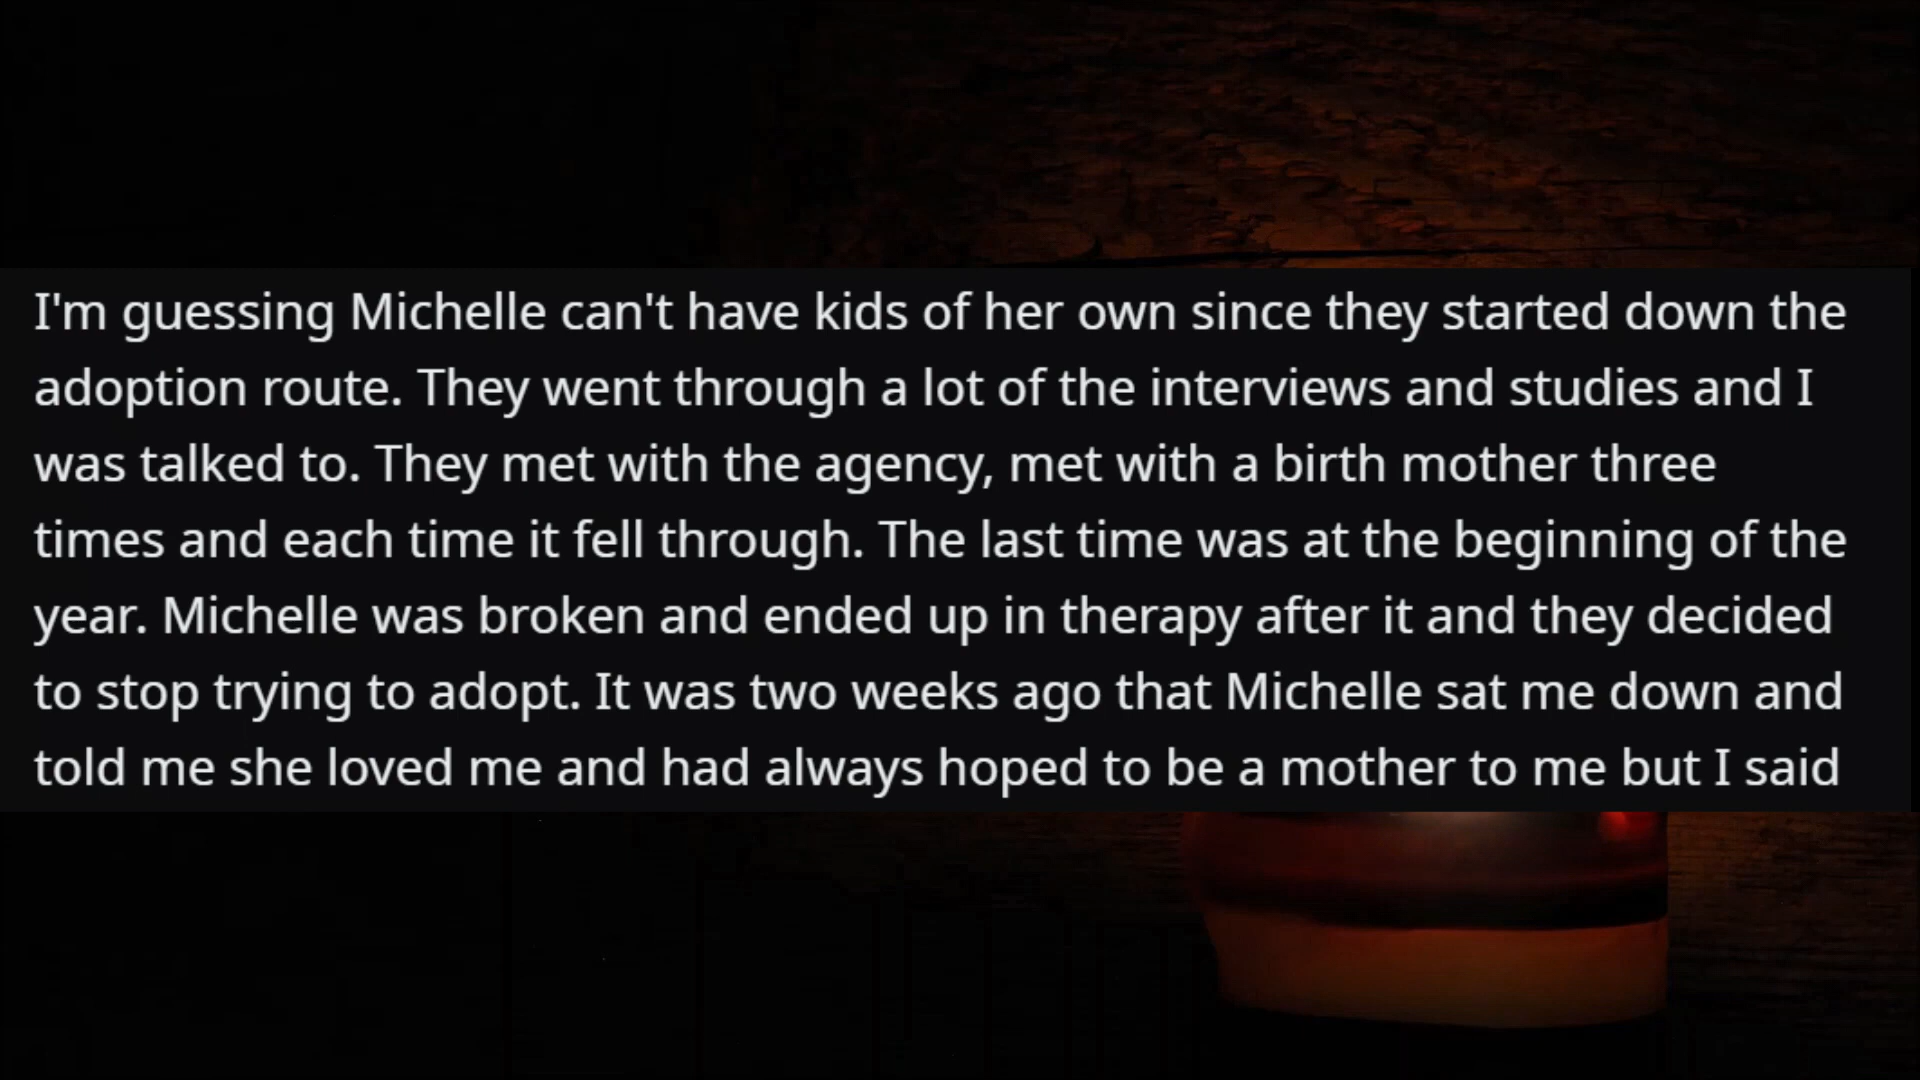 I'm guessing Michelle can't have kids of her own since they started down the
adoption route. They went through a lot of the interviews and studies and I
was talked to. They met with the agency, met with a birth mother three
times and each time it fell through. The last time was at the beginning of the
year. Michelle was broken and ended up in therapy after it and they decided
to stop trying to adopt. It was two weeks ago that Michelle sat me down and
told me she loved me and had always hoped to be a mother to me but I said